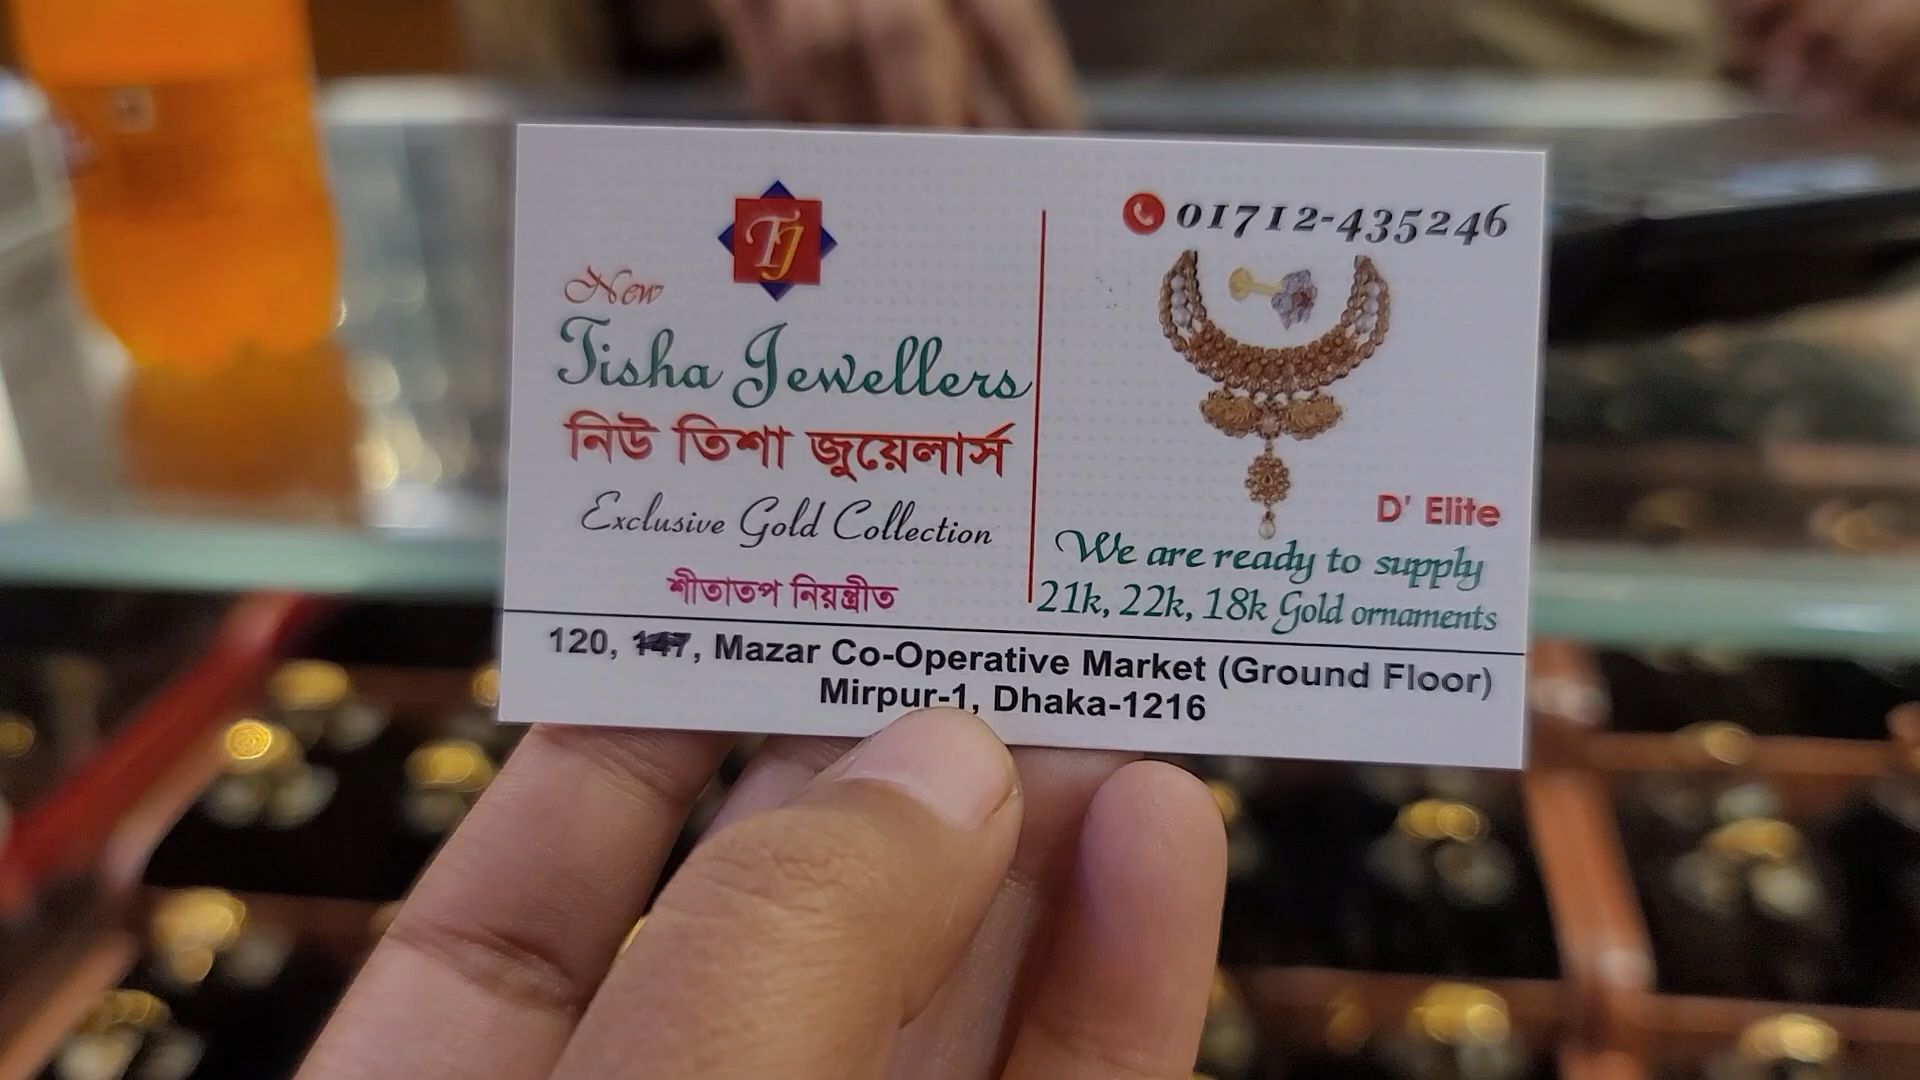 TJ
New
Tisha Jewellers
নিউ তিশা জুয়েলার্স
Exclusive Gold Collection
শীতাতপ নিয়ন্ত্রীত
01712-435246
D' Elite
We are ready to supply
21k, 22k, 18k Gold ornaments
120, 147, Mazar Co-Operative Market (Ground Floor)
Mirpur-1, Dhaka-1216